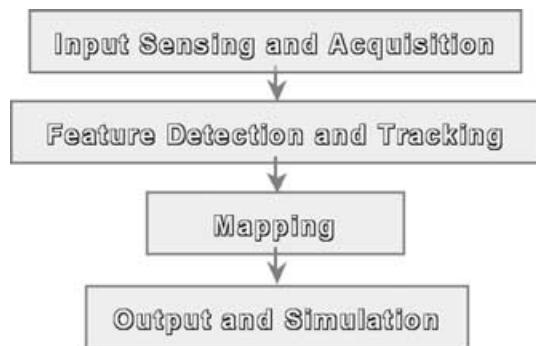 Input Sensing and Acquisition
Feature Detection and Tracking
Mapping
Output and Simulation